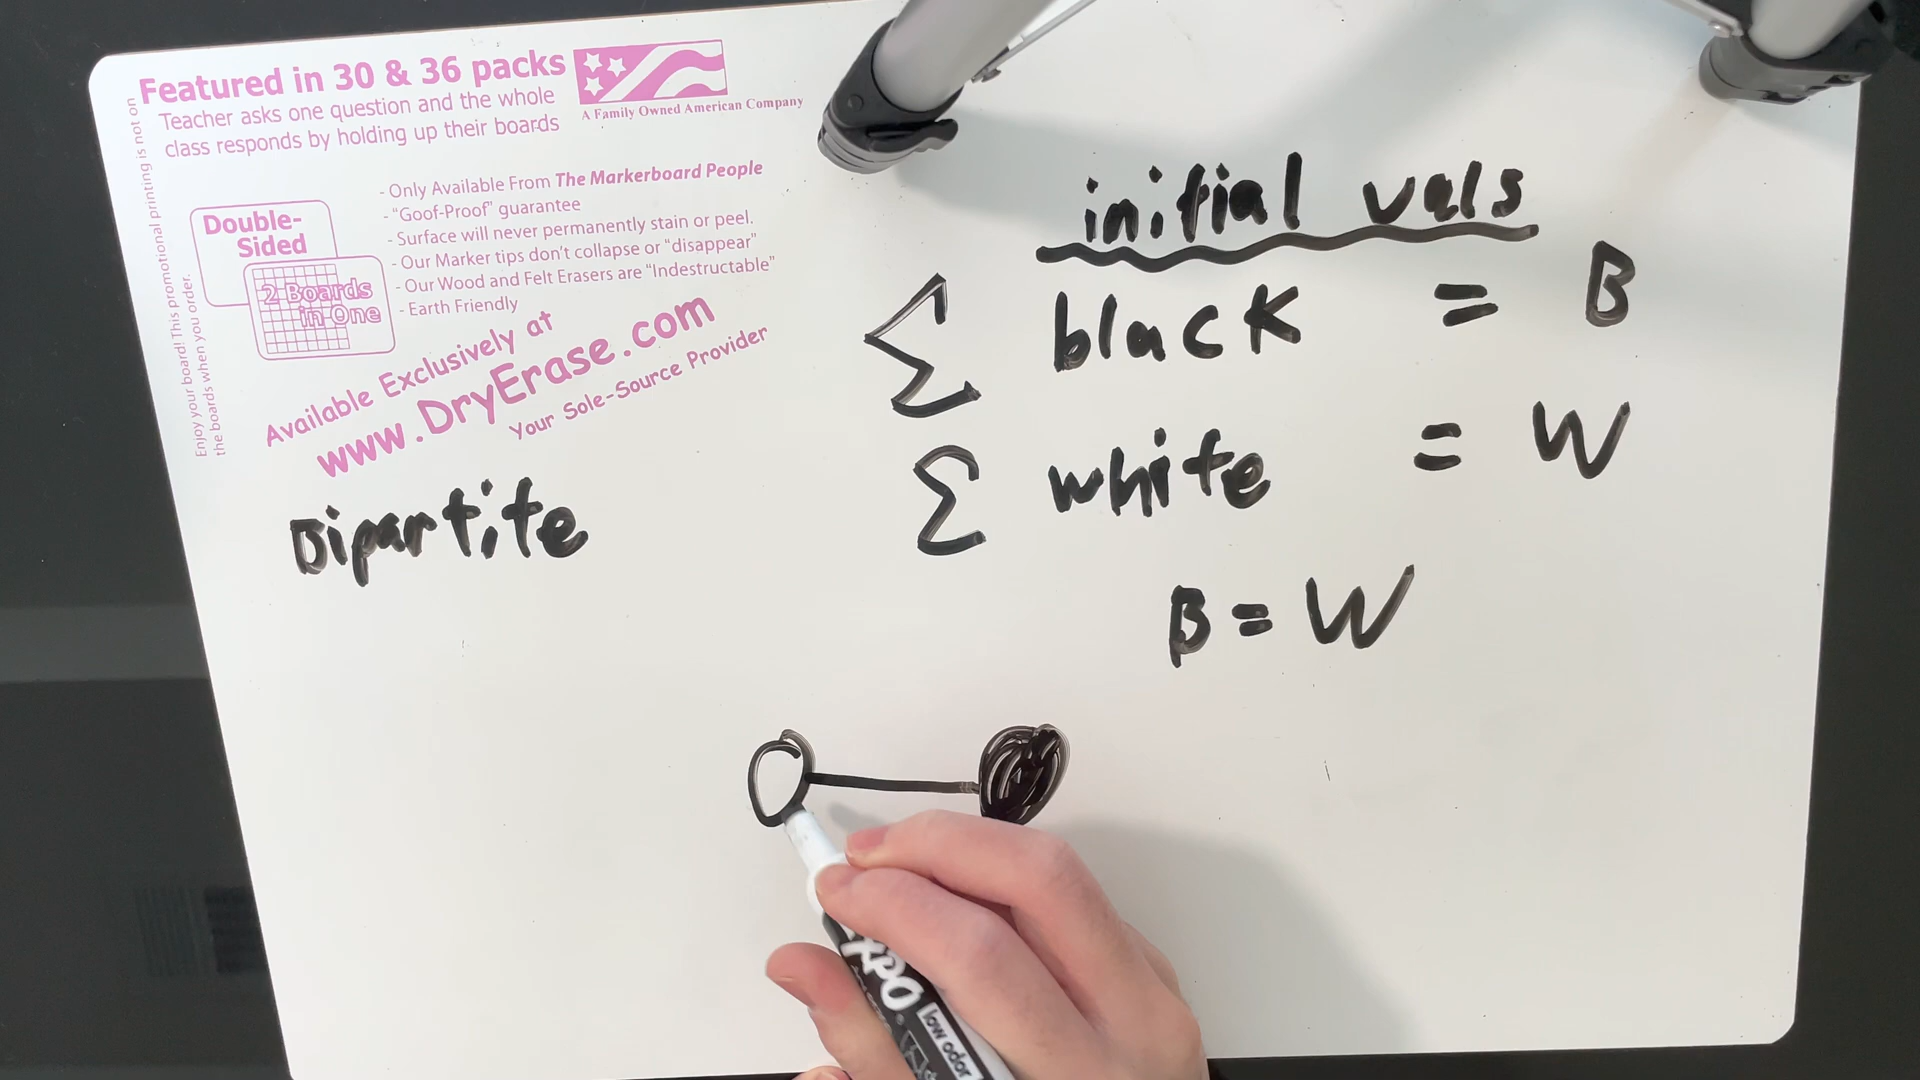 Featured in 30 & 36 packs
Teacher asks one question and the whole
class responds by holding up their boards
A Family Owned American Company
Enjoy your board! This promotional printing is not on
the boards when you order.
Double-
Sided
2 Boards
in One
- Only Available From The Markerboard People
- "Goof-Proof" guarantee
- Surface will never permanently stain or peel.
- Our Marker tips don't collapse or "disappear"
- Our Wood and Felt Erasers are "Indestructable"
- Earth Friendly
Available Exclusively at
www.DryErase.com
Your Sole-Source Provider
initial vals
Σ black = B
Σ white = W
Bipartite
B = W
EXPO
low odor